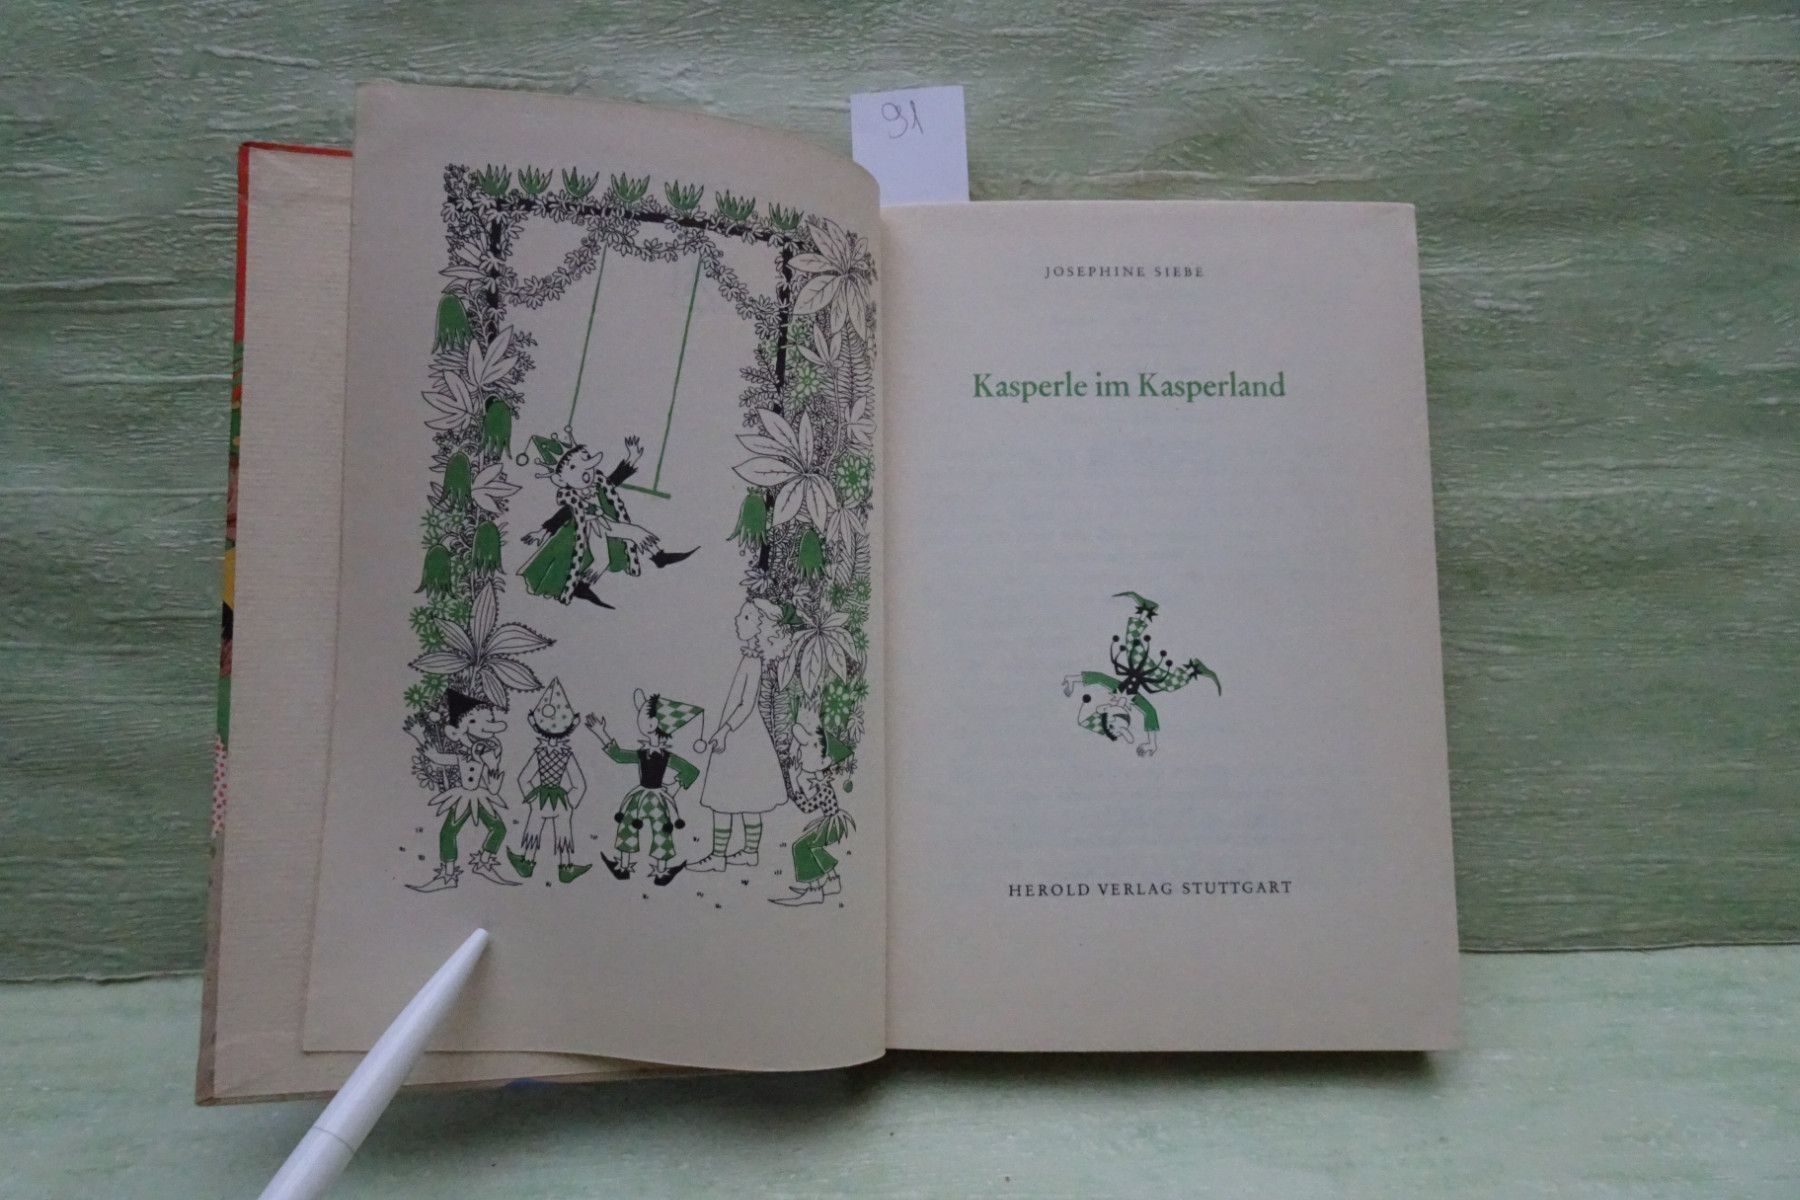 91
JOSEPHINE SIEBE
Kasperle im Kasperland
HEROLD VERLAG STUTTGART